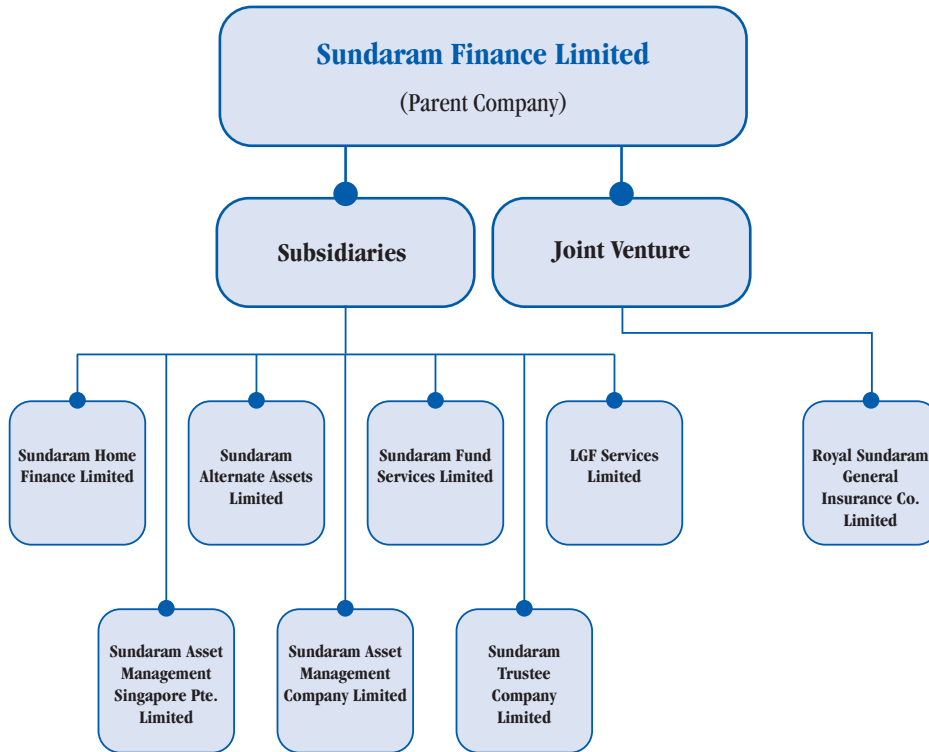 Sundaram Finance Limited
(Parent Company)
Subsidiaries
Joint Venture
Sundaram Home
Finance Limited
Sundaram
Alternate Assets
Limited
Sundaram Fund
Services Limited
LGF Services
Limited
Royal Sundaram
General
Insurance Co.
Limited
Sundaram Asset
Management
Singapore Pte.
Limited
Sundaram Asset
Management
Company Limited
Sundaram
Trustee
Company
Limited